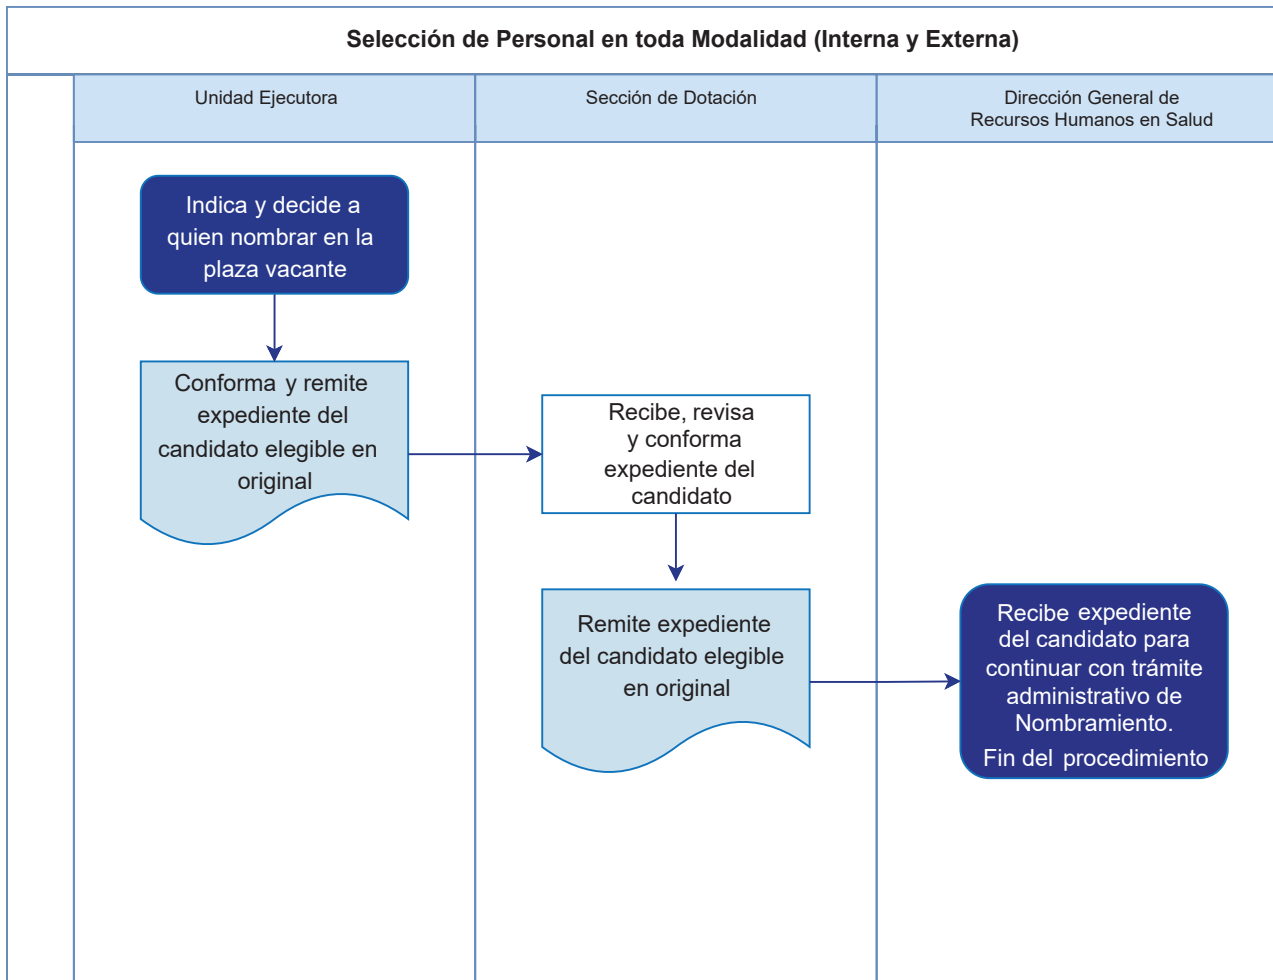 Selección de Personal en toda Modalidad (Interna y Externa)
Unidad Ejecutora
Sección de Dotación
Dirección General de
Recursos Humanos en Salud
Indica y decide a
quien nombrar en la
plaza vacante
Conforma y remite
expediente del
candidato elegible en
original
Recibe, revisa
y conforma
expediente del
candidato
Remite expediente
del candidato elegible
en original
Recibe expediente
del candidato para
continuar con trámite
administrativo de
Nombramiento.
Fin del procedimiento